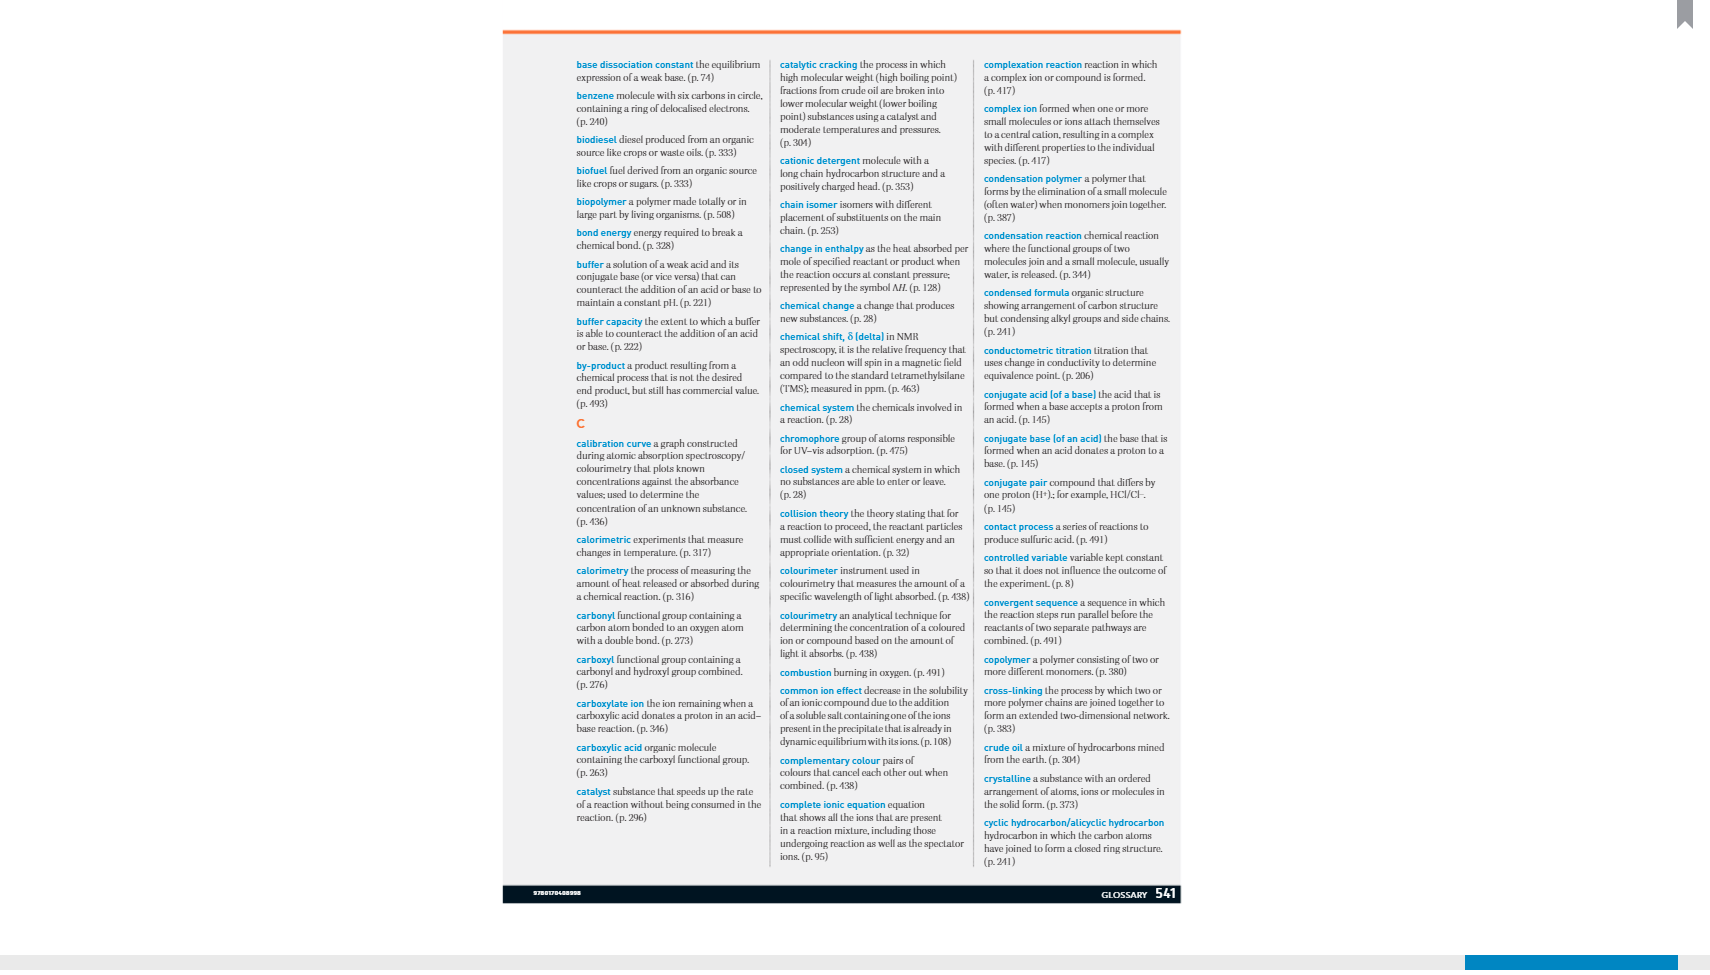 base dissociation constant the equilibrium
expression of a weak base. (p. 74)
benzene molecule with six carbons in circle,
containing a ring of delocalised electrons.
(p. 240)
biodiesel diesel produced from an organic
source like crops or waste oils. (p. 333)
biofuel fuel derived from an organic source
like crops or sugars. (p. 333)
biopolymer a polymer made totally or in
large part by living organisms. (p. 508)
bond energy energy required to break a
chemical bond. (p. 328)
buffer a solution of a weak acid and its
conjugate base (or vice versa) that can
counteract the addition of an acid or base to
maintain a constant pH. (p. 221)
buffer capacity the extent to which a buffer
is able to counteract the addition of an acid
or base. (p. 222)
by-product a product resulting from a
chemical process that is not the desired
end product, but still has commercial value.
(p. 493)
C
calibration curve a graph constructed
during atomic absorption spectroscopy/
colourimetry that plots known
concentrations against the absorbance
values; used to determine the
concentration of an unknown substance.
(p. 436)
calorimetric experiments that measure
changes in temperature. (p. 317)
calorimetry the process of measuring the
amount of heat released or absorbed during
a chemical reaction. (p. 316)
carbonyl functional group containing a
carbon atom bonded to an oxygen atom
with a double bond. (p. 273)
carboxyl functional group containing a
carbonyl and hydroxyl group combined.
(p. 276)
carboxylate ion the ion remaining when a
carboxylic acid donates a proton in an acid–
base reaction. (p. 346)
carboxylic acid organic molecule
containing the carboxyl functional group.
(p. 263)
catalyst substance that speeds up the rate
of a reaction without being consumed in the
reaction. (p. 296)
catalytic cracking the process in which
high molecular weight (high boiling point)
fractions from crude oil are broken into
lower molecular weight (lower boiling
point) substances using a catalyst and
moderate temperatures and pressures.
(p. 304)
cationic detergent molecule with a
long chain hydrocarbon structure and a
positively charged head. (p. 353)
chain isomer isomers with different
placement of substituents on the main
chain. (p. 253)
change in enthalpy as the heat absorbed per
mole of specified reactant or product when
the reaction occurs at constant pressure;
represented by the symbol ΔH. (p. 128)
chemical change a change that produces
new substances. (p. 28)
chemical shift, δ (delta) in NMR
spectroscopy, it is the relative frequency that
an odd nucleon will spin in a magnetic field
compared to the standard tetramethylsilane
(TMS); measured in ppm. (p. 463)
chemical system the chemicals involved in
a reaction. (p. 28)
chromophore group of atoms responsible
for UV–vis adsorption. (p. 475)
closed system a chemical system in which
no substances are able to enter or leave.
(p. 28)
collision theory the theory stating that for
a reaction to proceed, the reactant particles
must collide with sufficient energy and an
appropriate orientation. (p. 32)
colourimeter instrument used in
colourimetry that measures the amount of a
specific wavelength of light absorbed. (p. 438)
colourimetry an analytical technique for
determining the concentration of a coloured
ion or compound based on the amount of
light it absorbs. (p. 438)
combustion burning in oxygen. (p. 491)
common ion effect decrease in the solubility
of an ionic compound due to the addition
of a soluble salt containing one of the ions
present in the precipitate that is already in
dynamic equilibrium with its ions. (p. 108)
complementary colour pairs of
colours that cancel each other out when
combined. (p. 438)
complete ionic equation equation
that shows all the ions that are present
in a reaction mixture, including those
undergoing reaction as well as the spectator
ions. (p. 95)
complexation reaction reaction in which
a complex ion or compound is formed.
(p. 417)
complex ion formed when one or more
small molecules or ions attach themselves
to a central cation, resulting in a complex
with different properties to the individual
species. (p. 417)
condensation polymer a polymer that
forms by the elimination of a small molecule
(often water) when monomers join together.
(p. 387)
condensation reaction chemical reaction
where the functional groups of two
molecules join and a small molecule, usually
water, is released. (p. 344)
condensed formula organic structure
showing arrangement of carbon structure
but condensing alkyl groups and side chains.
(p. 241)
conductometric titration titration that
uses change in conductivity to determine
equivalence point. (p. 206)
conjugate acid (of a base) the acid that is
formed when a base accepts a proton from
an acid. (p. 145)
conjugate base (of an acid) the base that is
formed when an acid donates a proton to a
base. (p. 145)
conjugate pair compound that differs by
one proton (H⁺).; for example, HCl/Cl⁻.
(p. 145)
contact process a series of reactions to
produce sulfuric acid. (p. 491)
controlled variable variable kept constant
so that it does not influence the outcome of
the experiment. (p. 8)
convergent sequence a sequence in which
the reaction steps run parallel before the
reactants of two separate pathways are
combined. (p. 491)
copolymer a polymer consisting of two or
more different monomers. (p. 380)
cross-linking the process by which two or
more polymer chains are joined together to
form an extended two-dimensional network.
(p. 383)
crude oil a mixture of hydrocarbons mined
from the earth. (p. 304)
crystalline a substance with an ordered
arrangement of atoms, ions or molecules in
the solid form. (p. 373)
cyclic hydrocarbon/alicyclic hydrocarbon
hydrocarbon in which the carbon atoms
have joined to form a closed ring structure.
(p. 241)
9780170408998
GLOSSARY 541